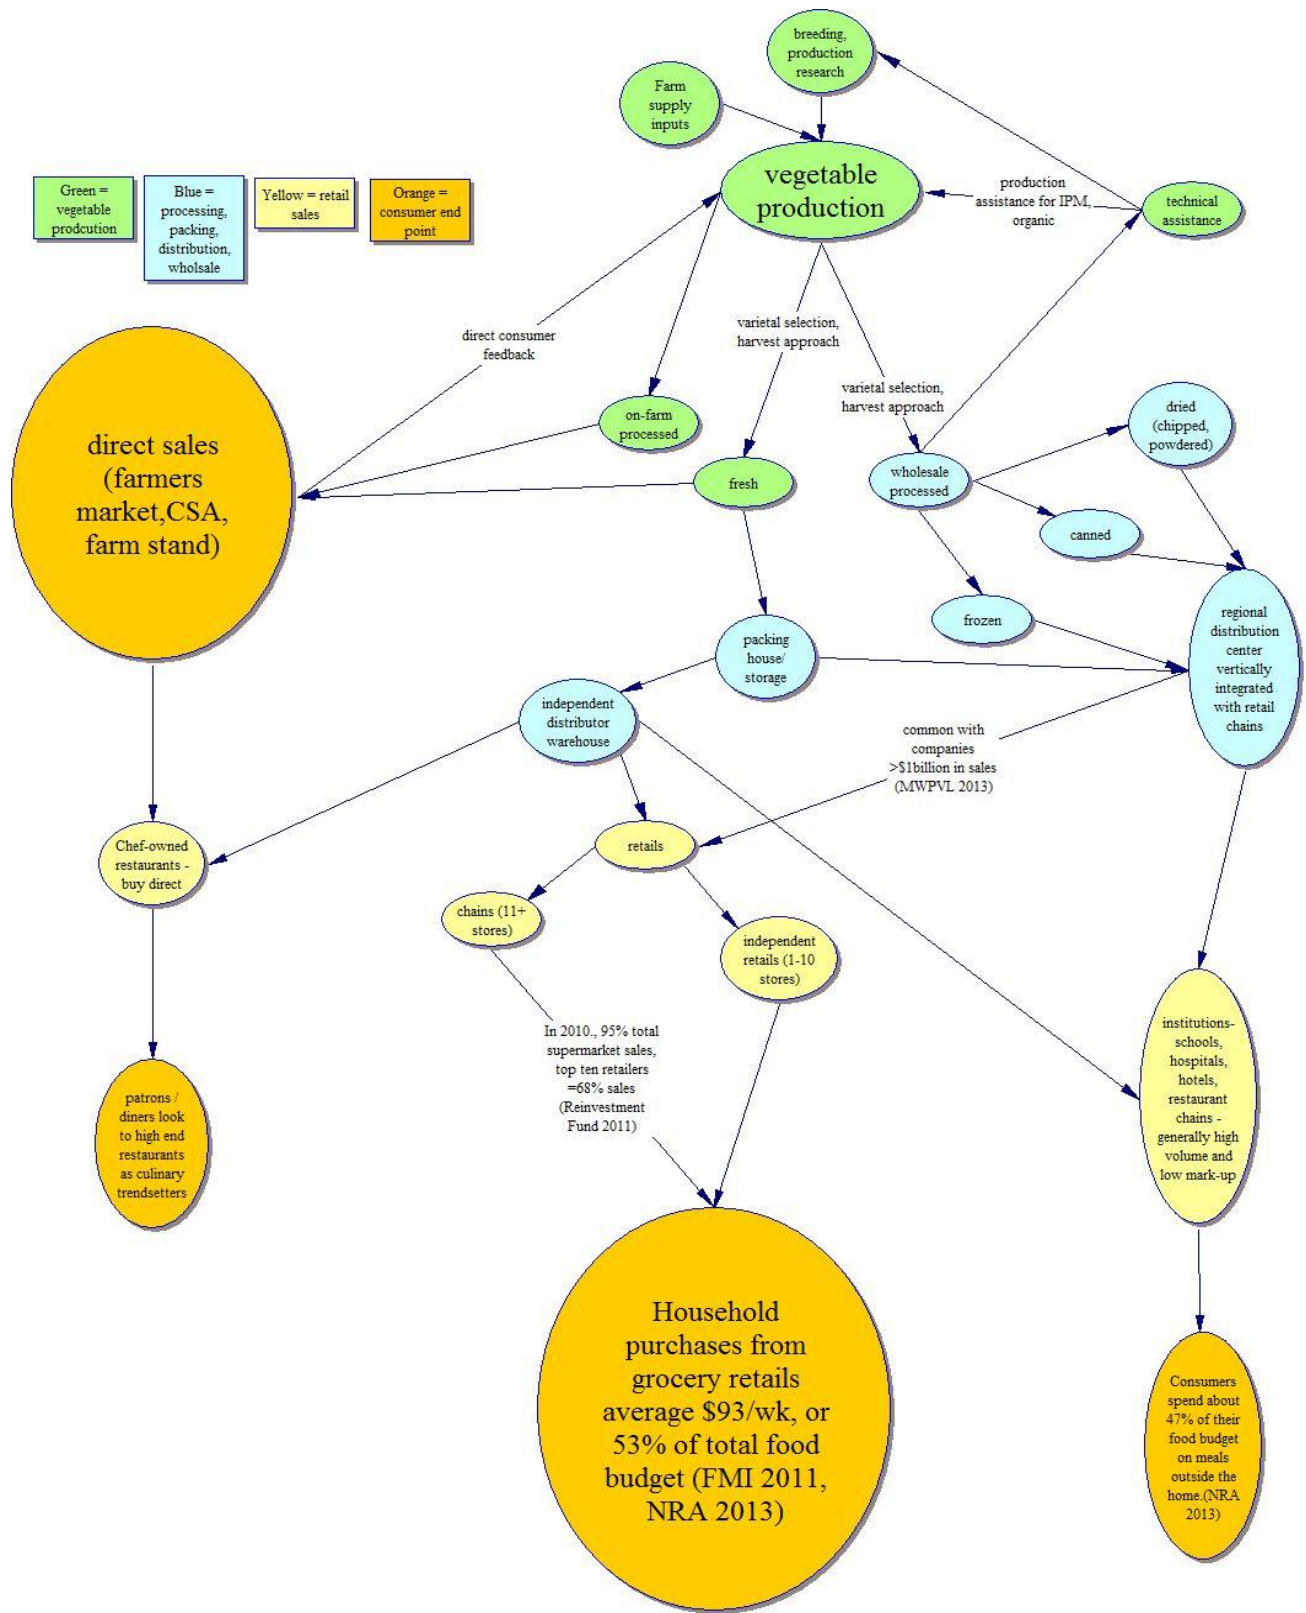 breeding,
production
research
Farm
supply
inputs
vegetable
production
production
assistance for IPM,
organic
technical
assistance
Green =
vegetable
prodcution
Blue =
processing,
packing,
distribution,
wholsale
Yellow = retail
sales
Orange =
consumer end
point
direct consumer
feedback
varietal selection,
harvest approach
varietal selection,
harvest approach
on-farm
processed
dried
(chipped,
powdered)
direct sales
(farmers
market,CSA,
farm stand)
fresh
wholesale
processed
canned
frozen
regional
distribution
center
vertically
integrated
with retail
chains
packing
house/
storage
independent
distributor
warehouse
common with
companies
>$1billion in sales
(MWPVL 2013)
Chef-owned
restaurants -
buy direct
retails
chains (11+
stores)
independent
retails (1-10
stores)
In 2010., 95% total
supermarket sales,
top ten retailers
=68% sales
(Reinvestment
Fund 2011)
institutions-
schools,
hospitals,
hotels,
restaurant
chains -
generally high
volume and
low mark-up
patrons /
diners look
to high end
restaurants
as culinary
trendsetters
Household
purchases from
grocery retails
average $93/wk, or
53% of total food
budget (FMI 2011,
NRA 2013)
Consumers
spend about
47% of their
food budget
on meals
outside the
home.(NRA
2013)